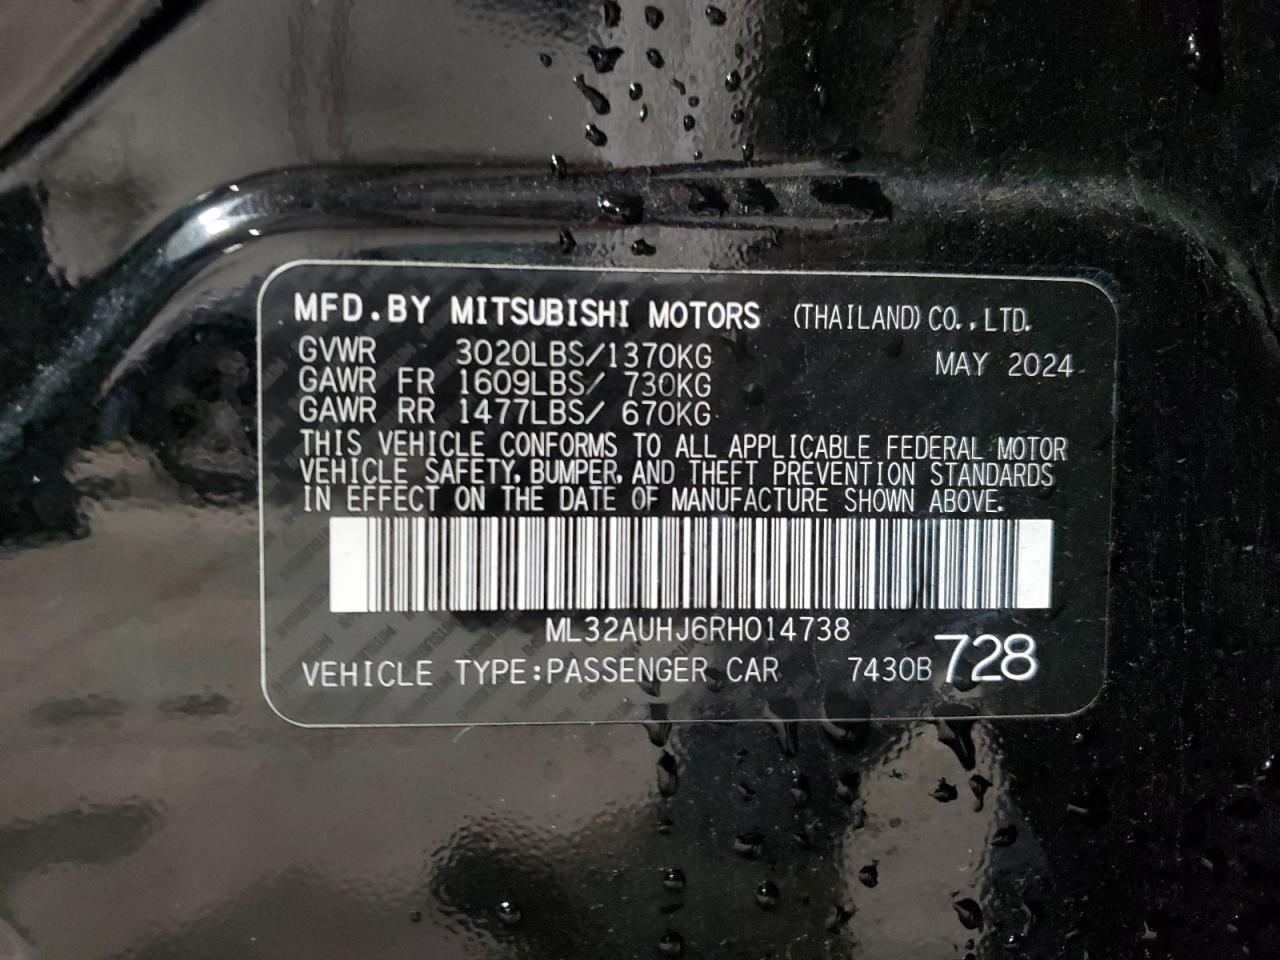 MFD.BY MITSUBISHI MOTORS (THAILAND) CO.,LTD.
GVWR 3020LBS/1370KG MAY 2024
GAWR FR 1609LBS/ 730KG
GAWR RR 1477LBS/ 670KG
THIS VEHICLE CONFORMS TO ALL APPLICABLE FEDERAL MOTOR
VEHICLE SAFETY, BUMPER, AND THEFT PREVENTION STANDARDS
IN EFFECT ON THE DATE OF MANUFACTURE SHOWN ABOVE.
ML32AUHJ6RH014738
VEHICLE TYPE:PASSENGER CAR 7430B 728